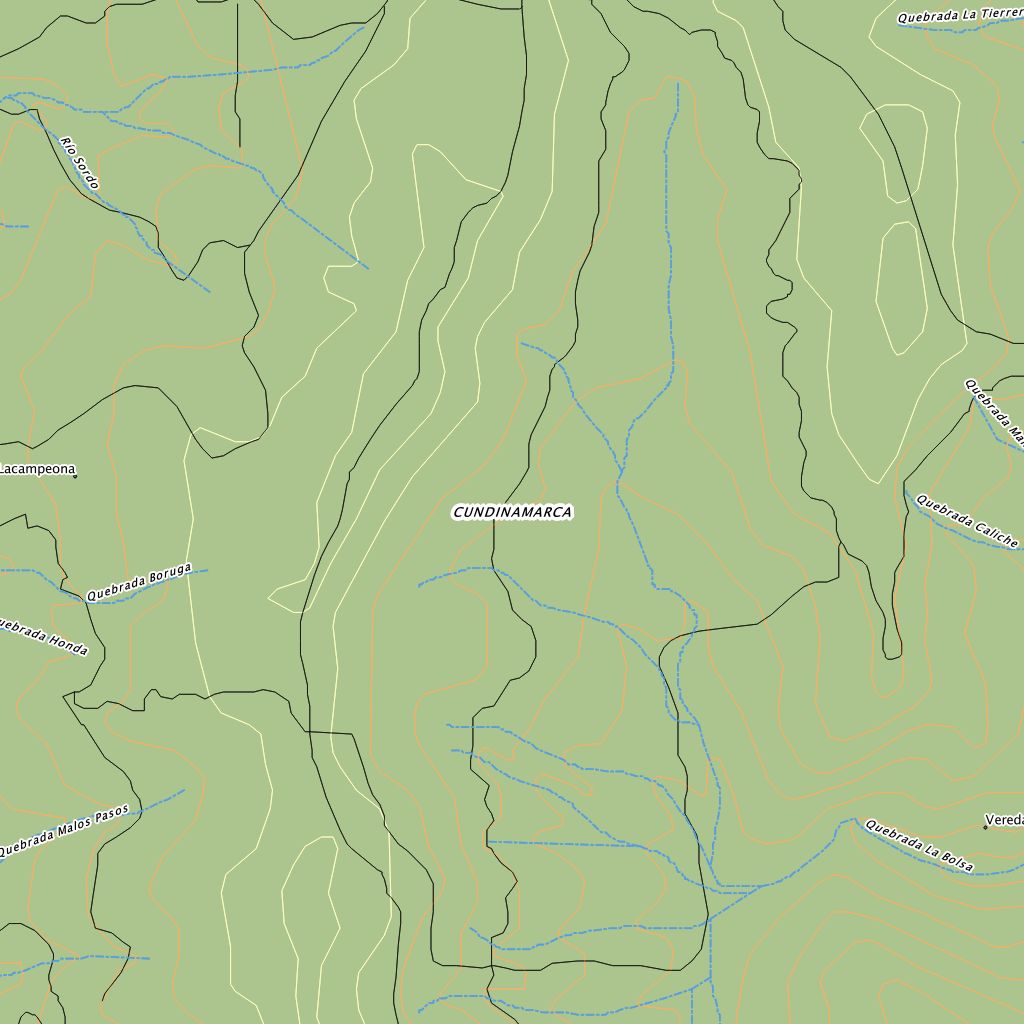 Quebrada La Tierrer
Río Sordo
Quebrada Mar
Lacampeona
Quebrada Caliche
CUNDINAMARCA
Quebrada Boruga
uebrada Honda
Quebrada Malos Pasos
Vereda
Quebrada La Bolsa